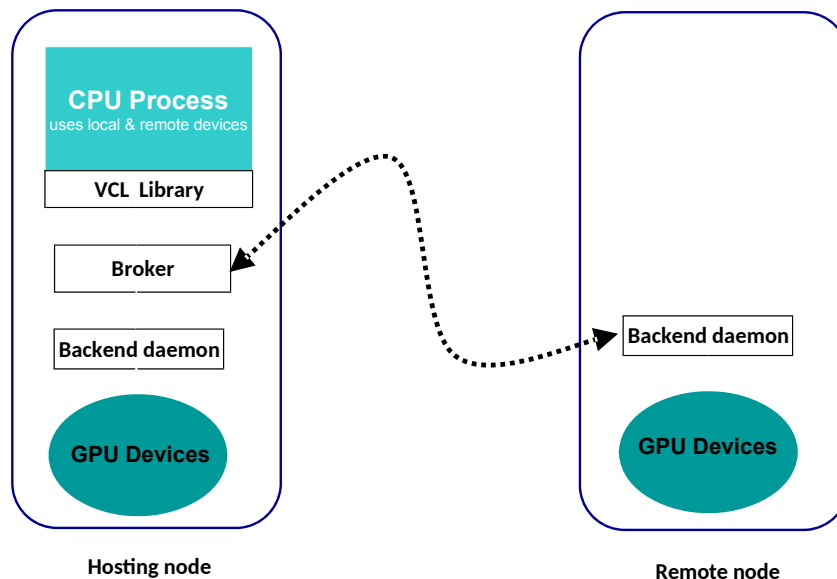 CPU Process
uses local & remote devices
VCL Library
Broker
Backend daemon
GPU Devices
Hosting node
Backend daemon
GPU Devices
Remote node